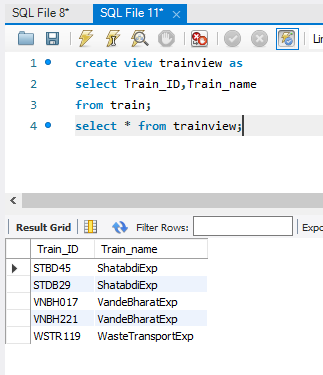 SQL File 8* SQL File 11*
1 create view trainview as
2 select Train_ID,Train_name
3 from train;
4 select * from trainview;
Result Grid Filter Rows: Expo
Train_ID Train_name
STBD45 ShatabdiExp
STDB29 ShatabdiExp
VNBH017 VandeBharatExp
VNBH221 VandeBharatExp
WSTR119 WasteTransportExp